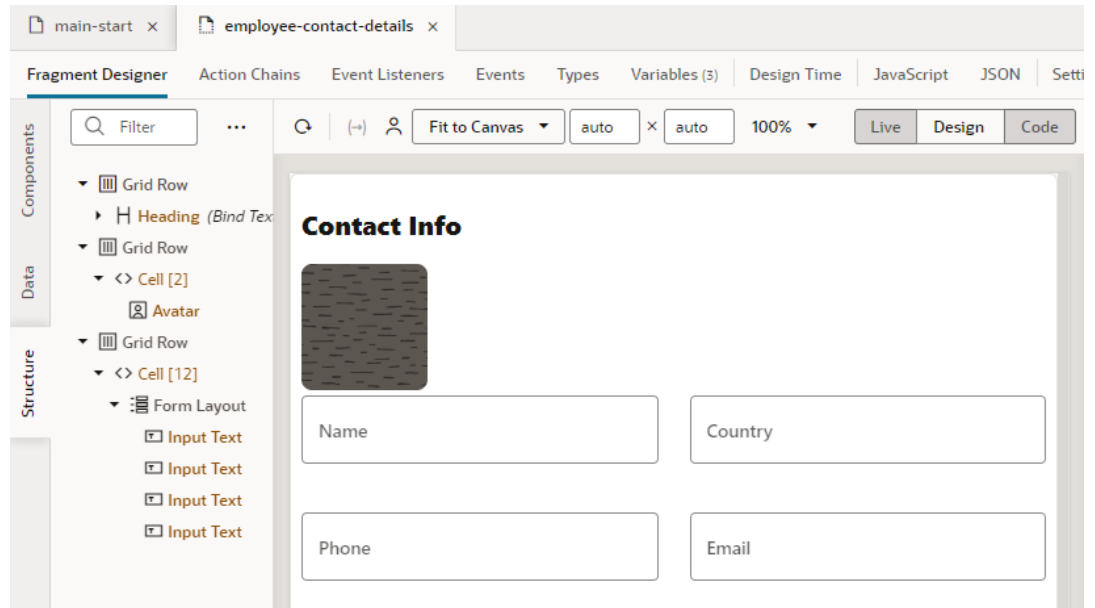 main-start ×
employee-contact-details ×
Fragment Designer
Action Chains
Event Listeners
Events
Types
Variables (3)
Design Time
JavaScript
JSON
Setti
Components
Data
Structure
Filter
...
Fit to Canvas
auto × auto
100%
Live
Design
Code
Grid Row
Heading (Bind Tex
Grid Row
Cell [2]
Avatar
Grid Row
Cell [12]
Form Layout
Input Text
Input Text
Input Text
Input Text
Contact Info
Name
Country
Phone
Email